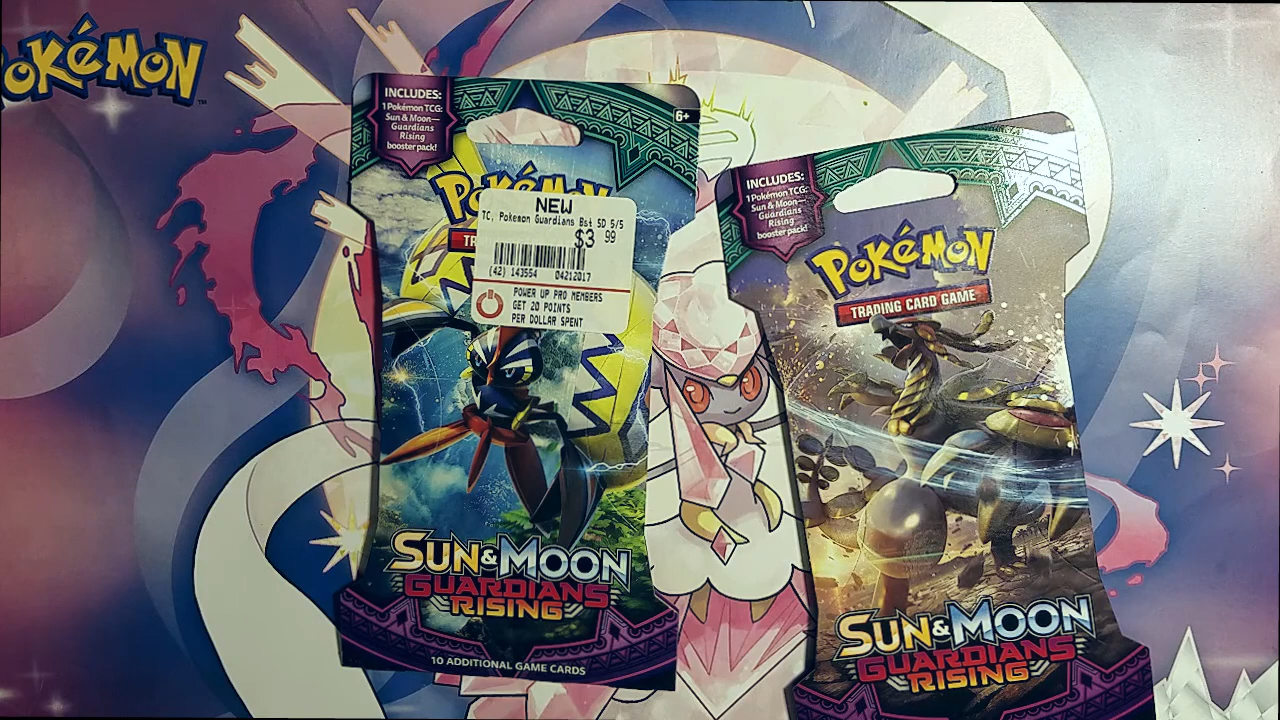 POKÉMON
TM
INCLUDES:
1 Pokémon TCG:
Sun & Moon—
Guardians
Rising
booster pack!
6+
NEW
TC, Pokemon Guardians Bst SD 5/5
$3 99
(42) 143554 04212017
POWER UP PRO MEMBERS
GET 20 POINTS
PER DOLLAR SPENT
SUN & MOON
GUARDIANS
RISING
10 ADDITIONAL GAME CARDS
INCLUDES:
1 Pokémon TCG:
Sun & Moon—
Guardians
Rising
booster pack!
POKÉMON
TRADING CARD GAME
SUN & MOON
GUARDIANS
RISING